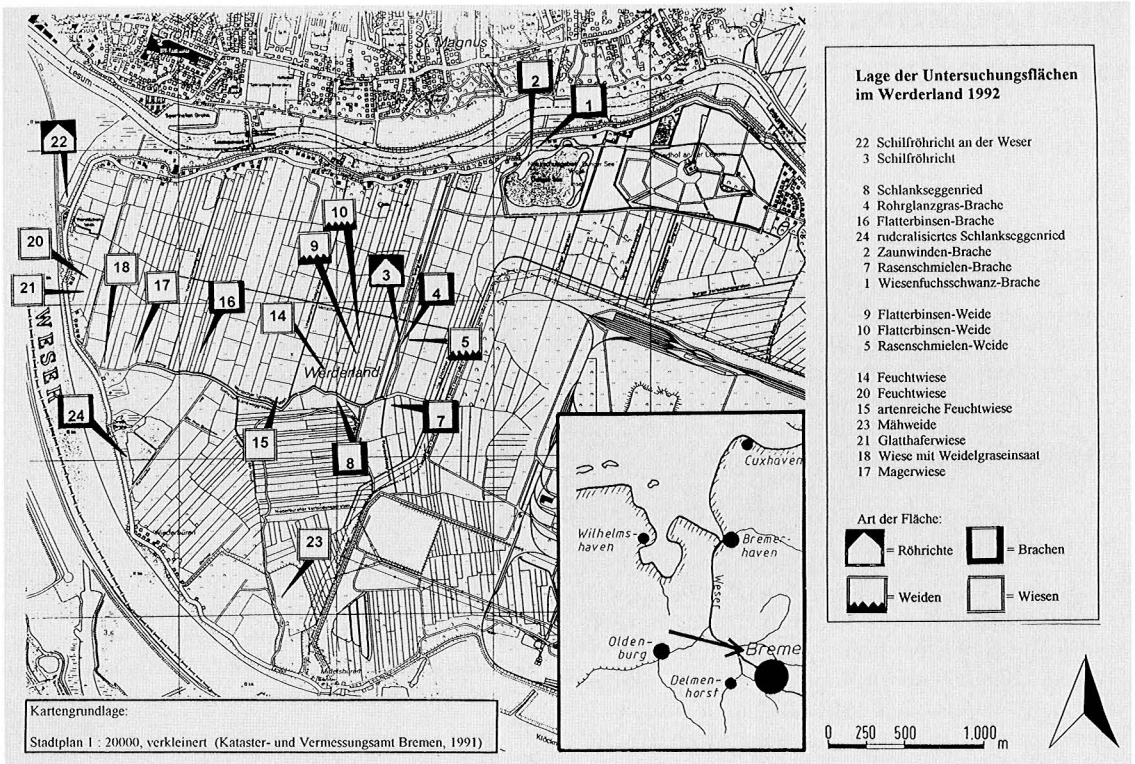 Grohn
St. Magnus
Lesum
2
1
22
20
21
18
17
16
14
9
10
3
4
5
Werderland
WESER
24
15
8
7
23
Niederbüren
Lage der Untersuchungsflächen
im Werderland 1992
22 Schilfröhricht an der Weser
3 Schilfröhricht
8 Schlankseggenried
4 Rohrglanzgras-Brache
16 Flatterbinsen-Brache
24 ruderalisiertes Schlankseggenried
2 Zaunwinden-Brache
7 Rasenschmielen-Brache
1 Wiesenfuchsschwanz-Brache
9 Flatterbinsen-Weide
10 Flatterbinsen-Weide
5 Rasenschmielen-Weide
14 Feuchtwiese
20 Feuchtwiese
15 artenreiche Feuchtwiese
23 Mähweide
21 Glatthaferwiese
18 Wiese mit Weidelgraseinsaat
17 Magerwiese
Art der Fläche:
= Röhrichte
= Brachen
= Weiden
= Wiesen
Cuxhaven
Wilhelms-
haven
Bremer-
haven
Weser
Olden-
burg
Breme
Delmen-
horst
Kartengrundlage:
Stadtplan 1 : 20000, verkleinert (Kataster- und Vermessungsamt Bremen, 1991)
0 250 500 1.000 m